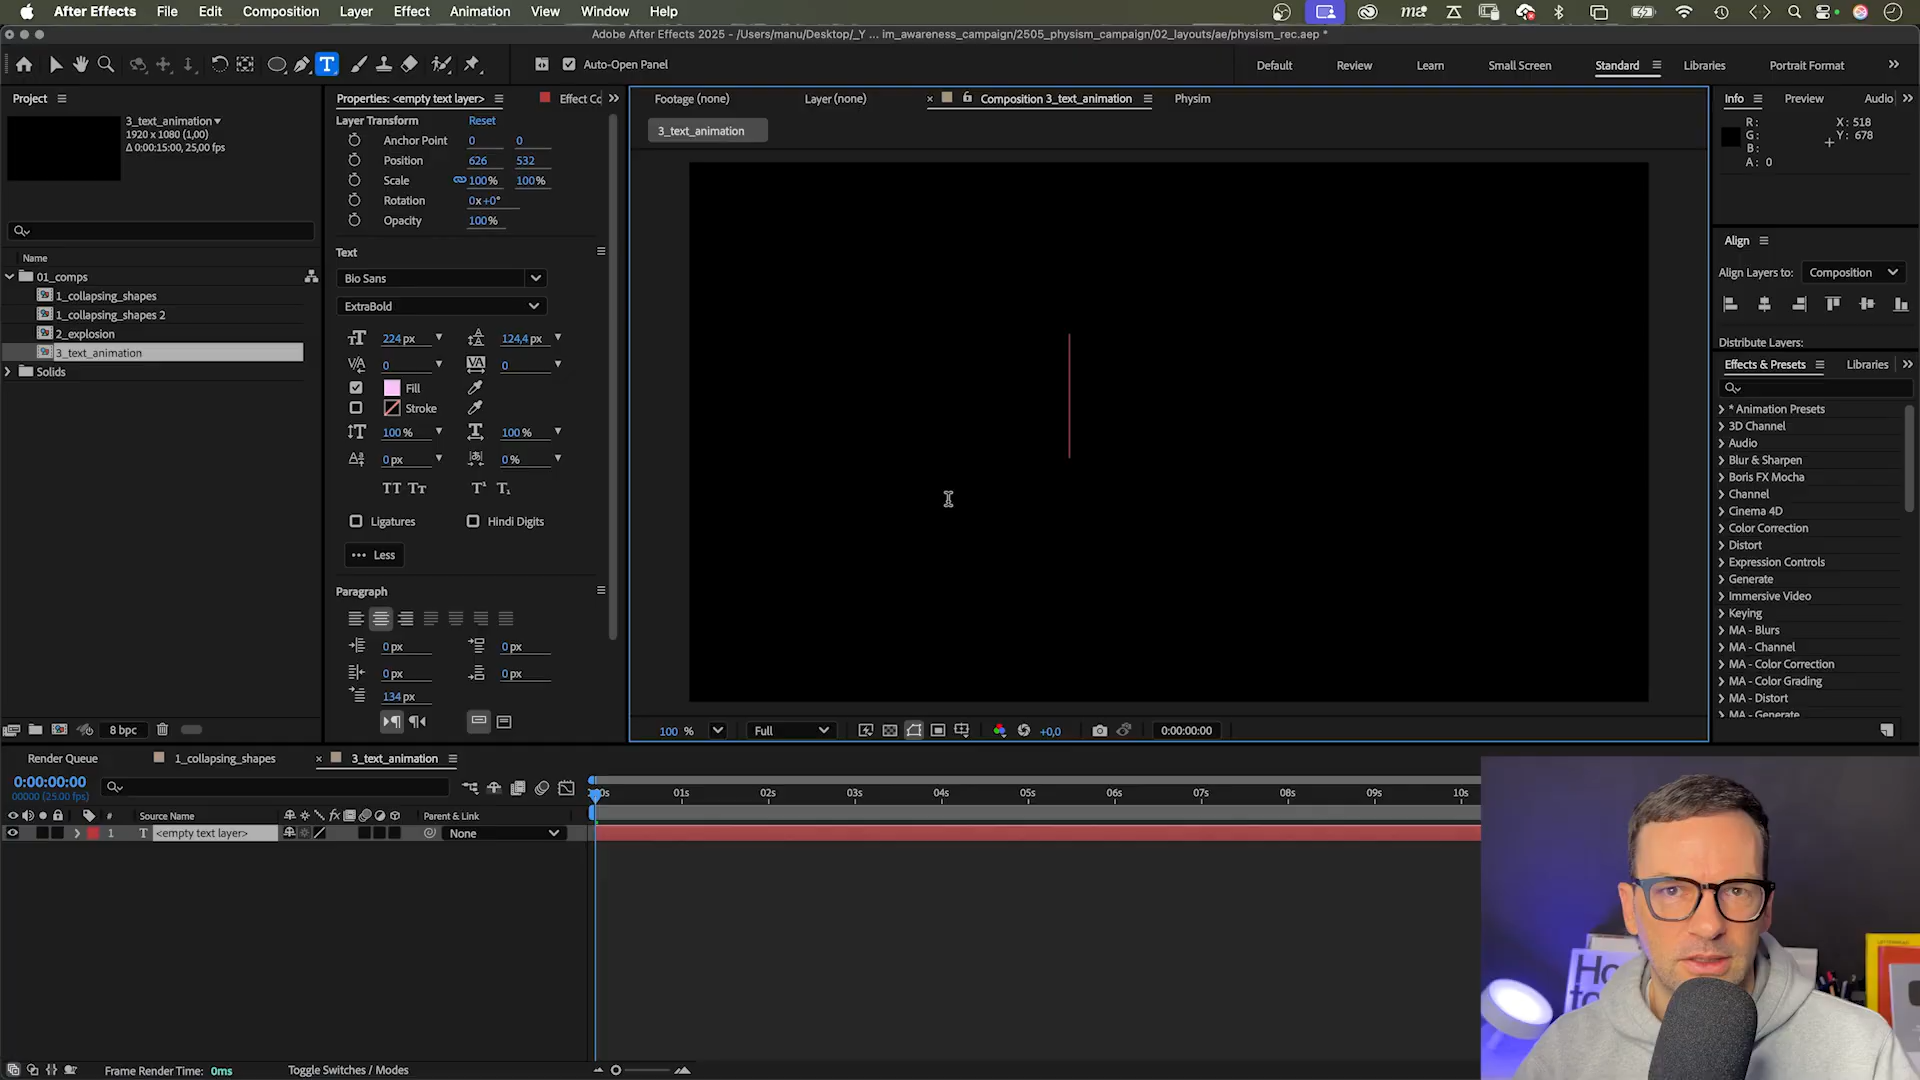 After Effects File Edit Composition Layer Effect Animation View Window Help
Adobe After Effects 2025 - /Users/manu/Desktop/_Y ... im_awareness_campaign/2505_physism_campaign/02_layouts/ae/physism_rec.aep *
Auto-Open Panel
Default Review Learn Small Screen Standard Libraries Portrait Format
Project
3_text_animation
1920 x 1080 (1,00)
Δ 0:00:15:00, 25,00 fps
Name
01_comps
1_collapsing_shapes
1_collapsing_shapes 2
2_explosion
3_text_animation
Solids
8 bpc
Properties: <empty text layer>
Effect Co
Layer Transform Reset
Anchor Point 0 0
Position 626 532
Scale 100% 100%
Rotation 0x+0°
Opacity 100%
Text
Bio Sans
ExtraBold
224 px 124,4 px
0 0
Fill
Stroke
100 % 100 %
0 px 0 %
TT Tт T¹ T₁
Ligatures Hindi Digits
Less
Paragraph
0 px 0 px
0 px 0 px
134 px
Footage (none) Layer (none) Composition 3_text_animation Physim
3_text_animation
100 % Full +0,0 0:00:00:00
Info Preview Audio
R: X: 518
G: Y: 678
B:
A: 0
Align
Align Layers to: Composition
Distribute Layers:
Effects & Presets Libraries
* Animation Presets
3D Channel
Audio
Blur & Sharpen
Boris FX Mocha
Channel
Cinema 4D
Color Correction
Distort
Expression Controls
Generate
Immersive Video
Keying
MA - Blurs
MA - Channel
MA - Color Correction
MA - Color Grading
MA - Distort
MA - Generate
Render Queue 1_collapsing_shapes 3_text_animation
0:00:00:00
00000 (25.00 fps)
01s 02s 03s 04s 05s 06s 07s 08s 09s 10s
# Source Name Parent & Link
1 T <empty text layer> None
Frame Render Time: 0ms Toggle Switches / Modes